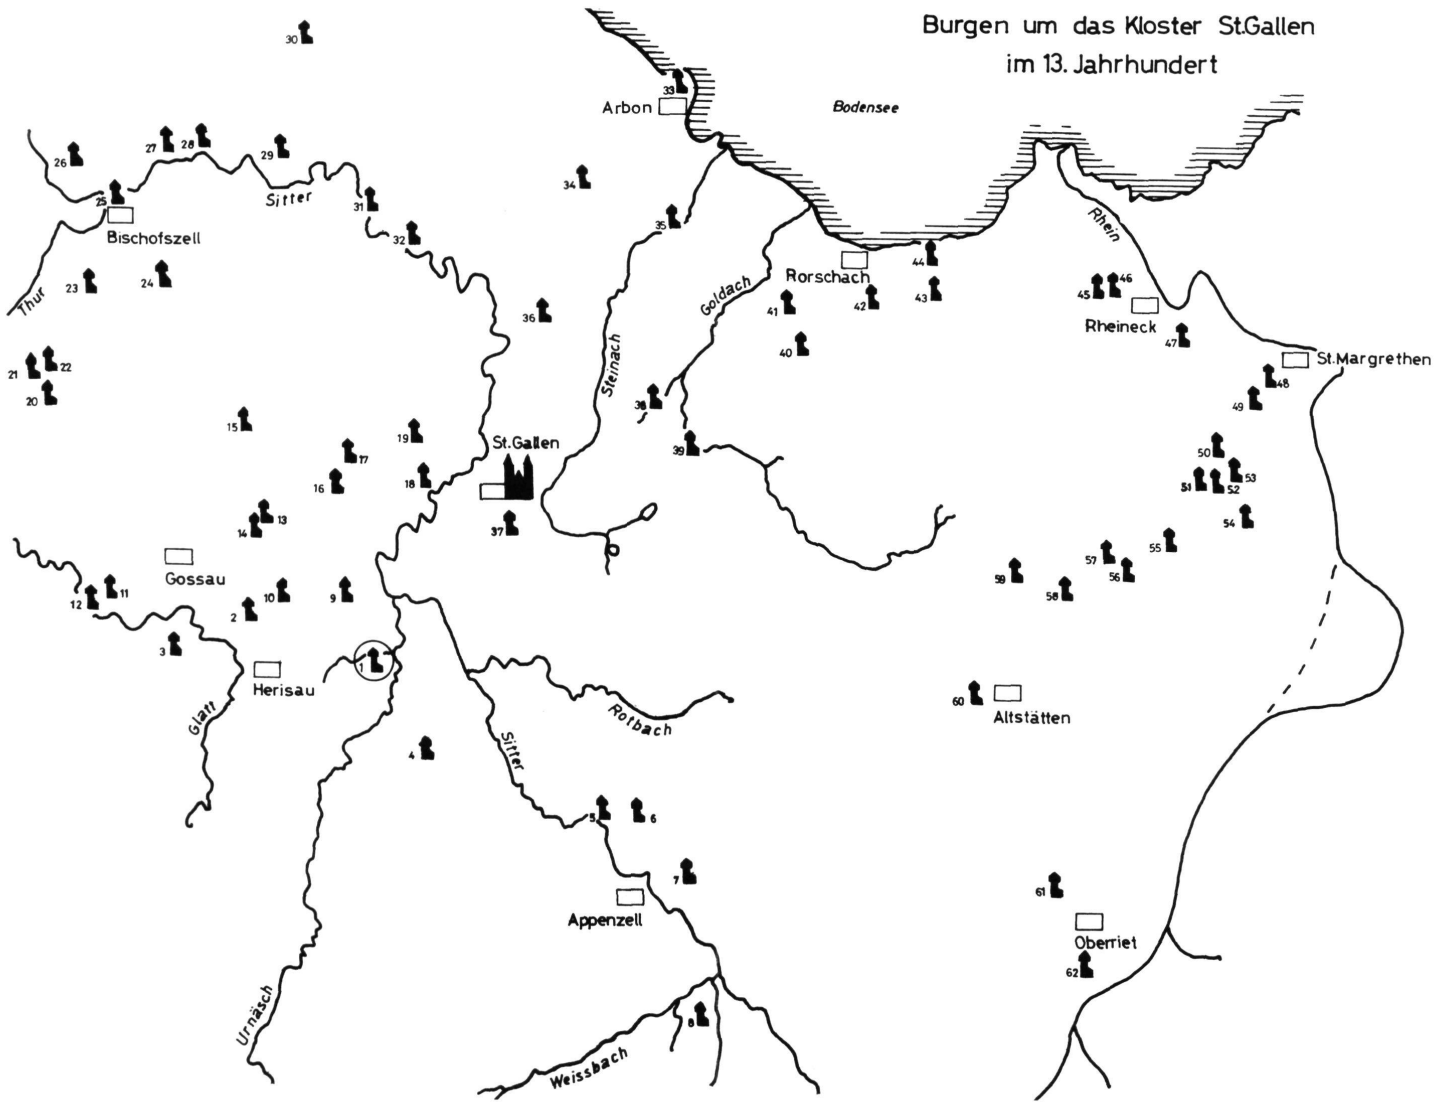 Burgen um das Kloster St.Gallen
im 13. Jahrhundert
30
33
Arbon
Bodensee
26
27
28
29
34
25
Sitter
31
35
Bischofszell
32
Rhein
44
Rorschach
23
24
Thur
Goldach
45
46
43
42
41
36
Rheineck
47
40
Steinach
St.Margrethen
21
22
20
48
49
38
15
19
St.Gallen
17
39
50
53
16
18
51
52
13
14
37
54
55
57
56
Gossau
59
58
12
11
10
9
2
3
1
Herisau
60
Altstätten
Glatt
Rotbach
Sitter
4
5
6
7
61
Appenzell
Oberriet
62
Urnäsch
8
Weissbach